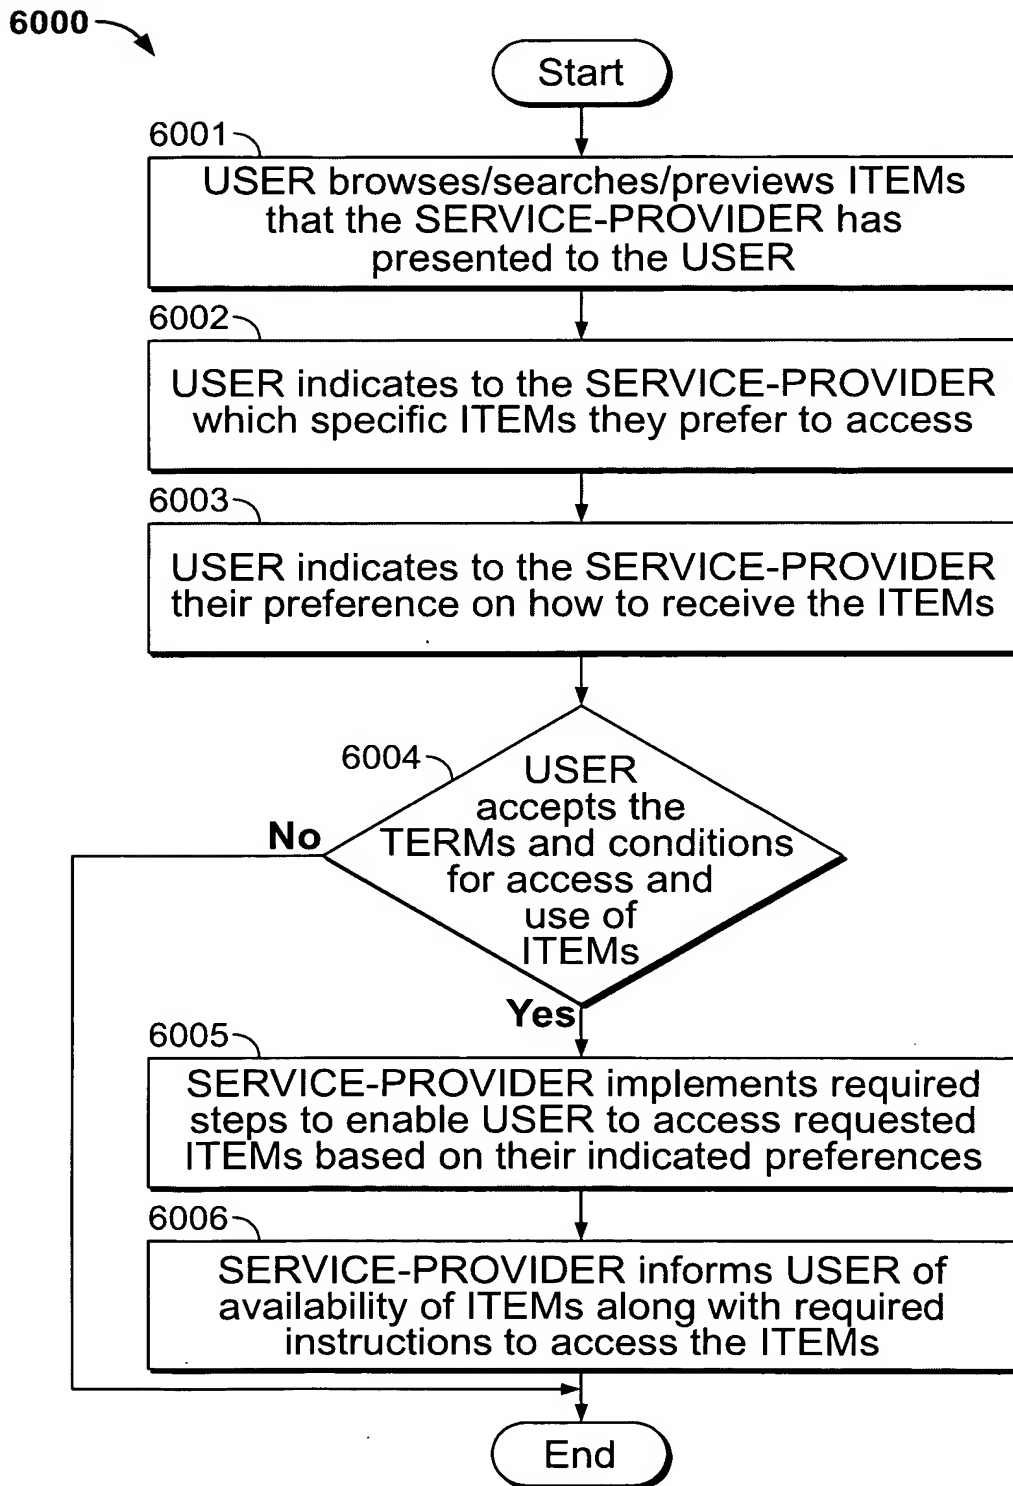 6000
Start
6001
USER browses/searches/previews ITEMs
that the SERVICE-PROVIDER has
presented to the USER
6002
USER indicates to the SERVICE-PROVIDER
which specific ITEMs they prefer to access
6003
USER indicates to the SERVICE-PROVIDER
their preference on how to receive the ITEMs
6004
USER
accepts the
TERMs and conditions
for access and
use of
ITEMs
No
Yes
6005
SERVICE-PROVIDER implements required
steps to enable USER to access requested
ITEMs based on their indicated preferences
6006
SERVICE-PROVIDER informs USER of
availability of ITEMs along with required
instructions to access the ITEMs
End